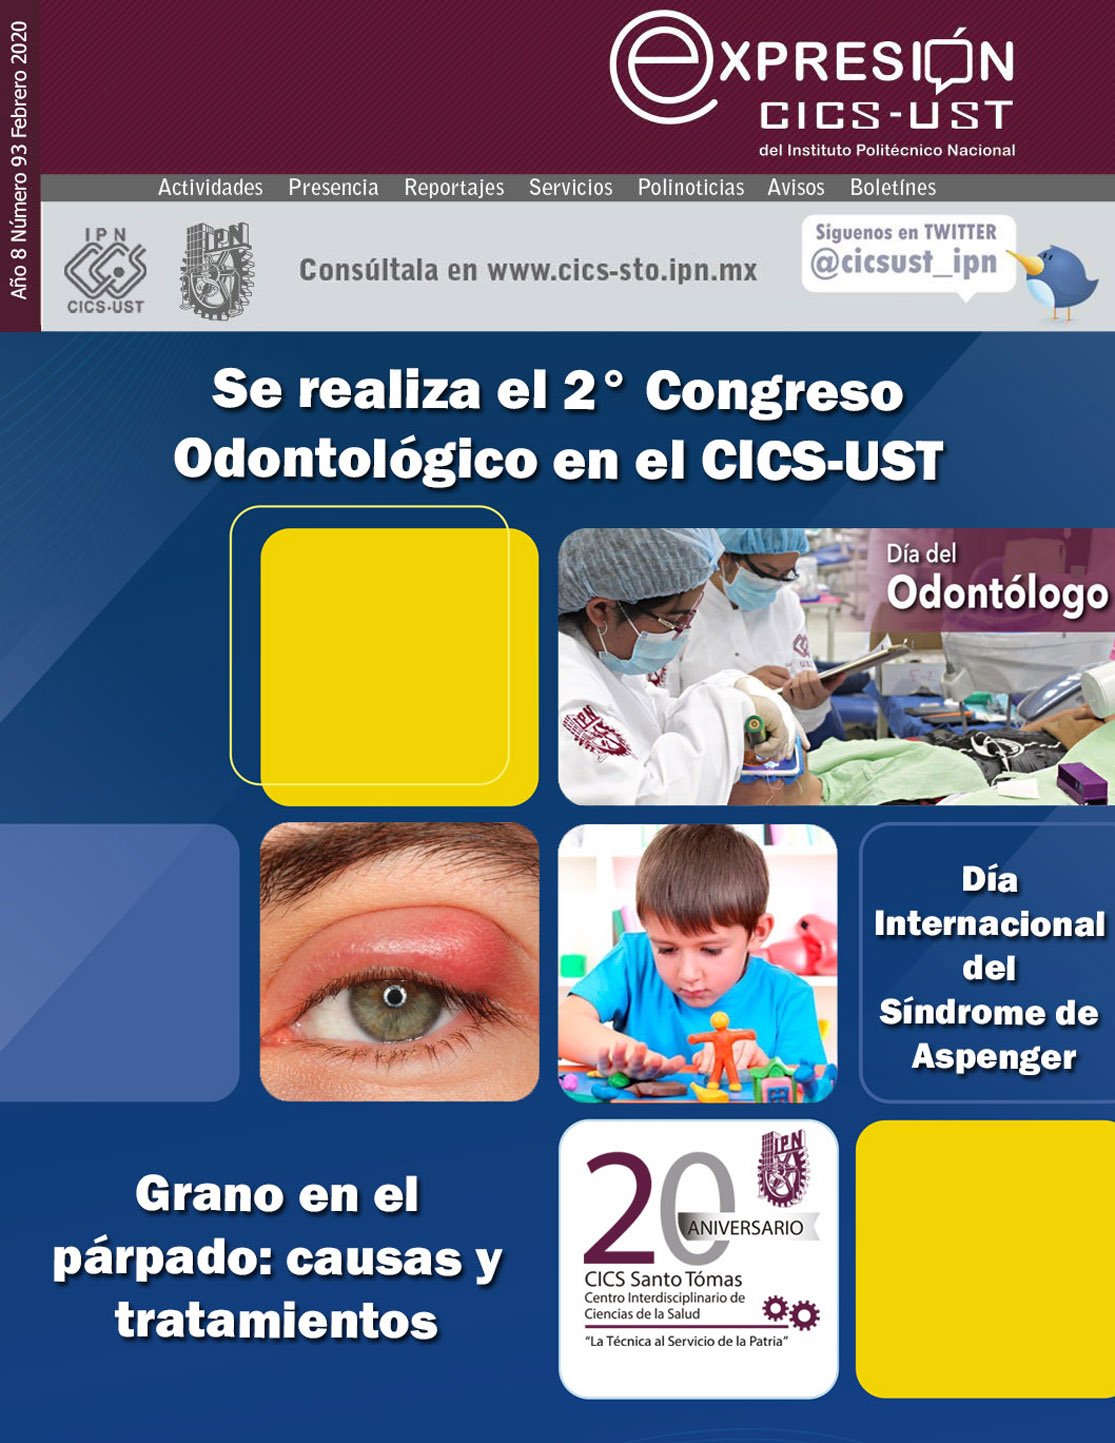 Año 8 Número 93 Febrero 2020
eXPRESIÓN
CICS-UST
del Instituto Politécnico Nacional
Actividades Presencia Reportajes Servicios Polinoticias Avisos Boletínes
IPN
CICS-UST
IPN
Consúltala en www.cics-sto.ipn.mx
Síguenos en TWITTER
@cicsust_ipn
Se realiza el 2° Congreso
Odontológico en el CICS-UST
Día del
Odontólogo
IPN
Día
Internacional
del
Síndrome de
Aspenger
Grano en el
párpado: causas y
tratamientos
IPN
20
ANIVERSARIO
CICS Santo Tómas
Centro Interdisciplinario de
Ciencias de la Salud
“La Técnica al Servicio de la Patria”